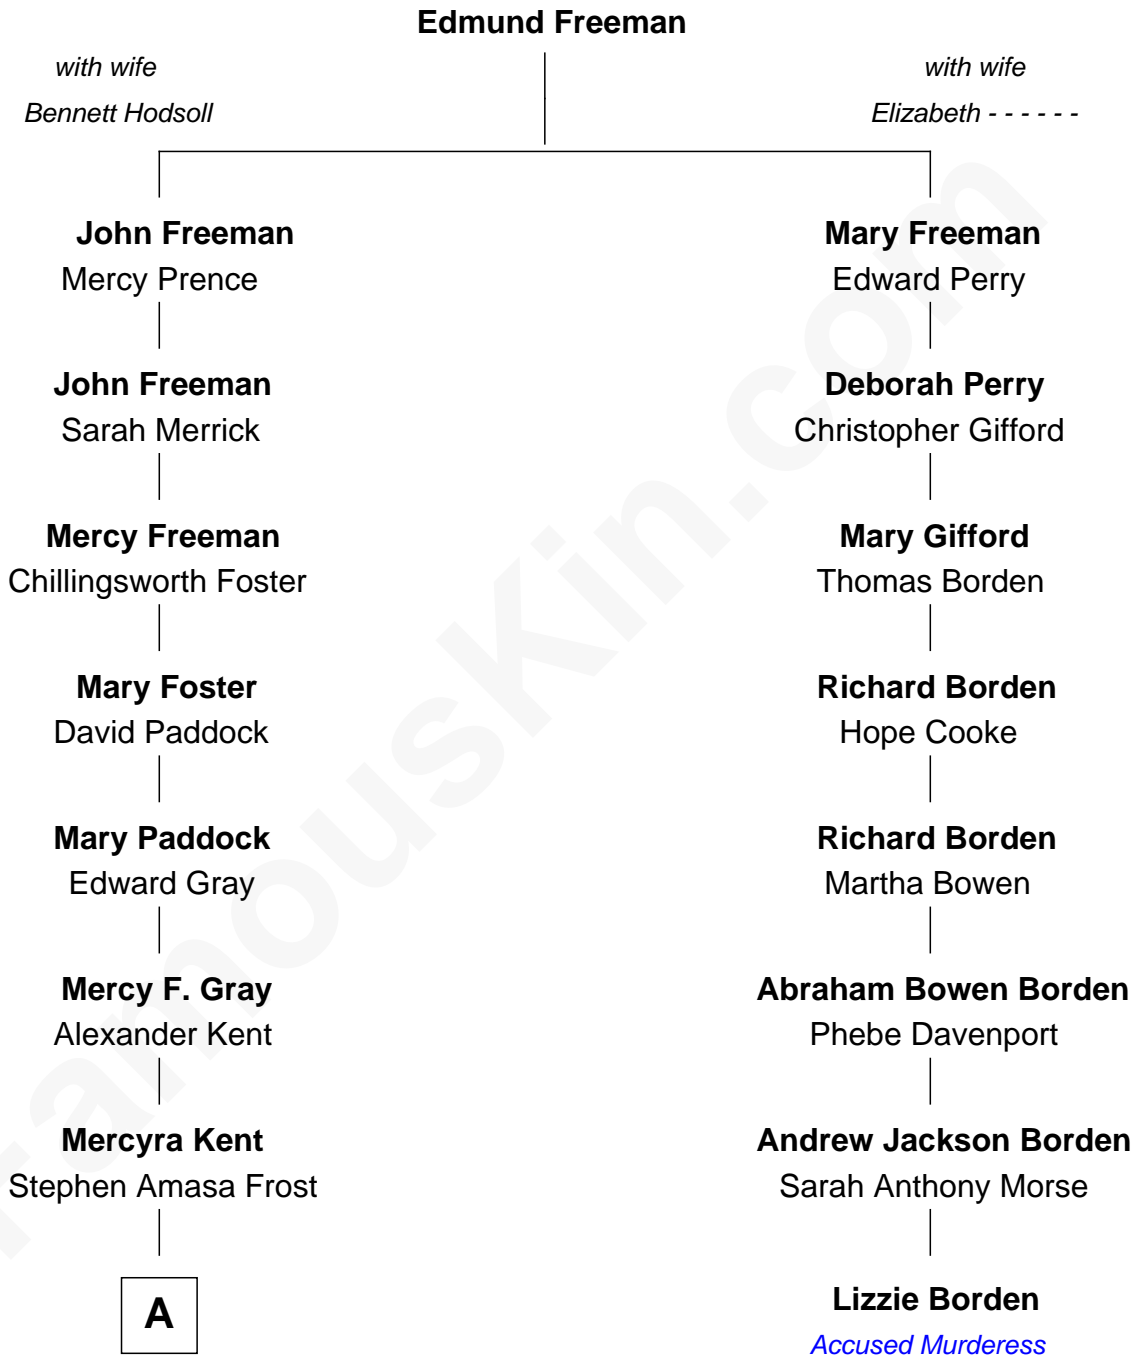 Edmund Freeman
with wife
Bennett Hodsoll
with wife
Elizabeth - - - - - -
John Freeman
Mercy Prence
Mary Freeman
Edward Perry
John Freeman
Sarah Merrick
Deborah Perry
Christopher Gifford
Mercy Freeman
Chillingsworth Foster
Mary Gifford
Thomas Borden
Mary Foster
David Paddock
Richard Borden
Hope Cooke
Mary Paddock
Edward Gray
Richard Borden
Martha Bowen
Mercy F. Gray
Alexander Kent
Abraham Bowen Borden
Phebe Davenport
Mercyra Kent
Stephen Amasa Frost
Andrew Jackson Borden
Sarah Anthony Morse
A
Lizzie Borden
Accused Murderess
FamousKin.com